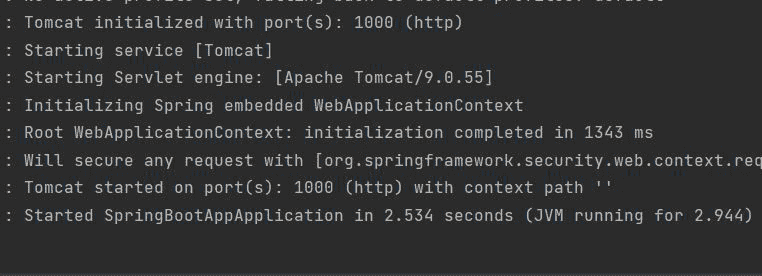 : Tomcat initialized with port(s): 1000 (http)
: Starting service [Tomcat]
: Starting Servlet engine: [Apache Tomcat/9.0.55]
: Initializing Spring embedded WebApplicationContext
: Root WebApplicationContext: initialization completed in 1343 ms
: Will secure any request with [org.springframework.security.web.context.req
: Tomcat started on port(s): 1000 (http) with context path ''
: Started SpringBootAppApplication in 2.534 seconds (JVM running for 2.944)